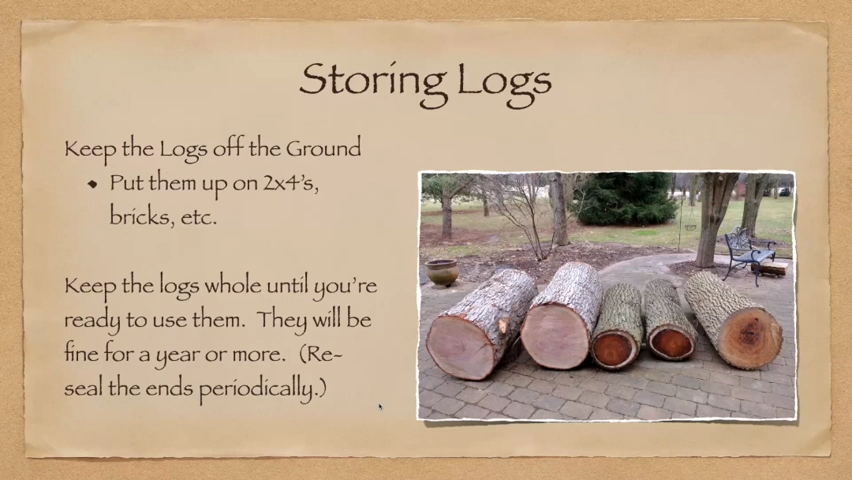 Storing Logs
Keep the Logs off the Ground
Put them up on 2x4's,
bricks, etc.
Keep the logs whole until you're
ready to use them. They will be
fine for a year or more. (Re-
seal the ends periodically.)